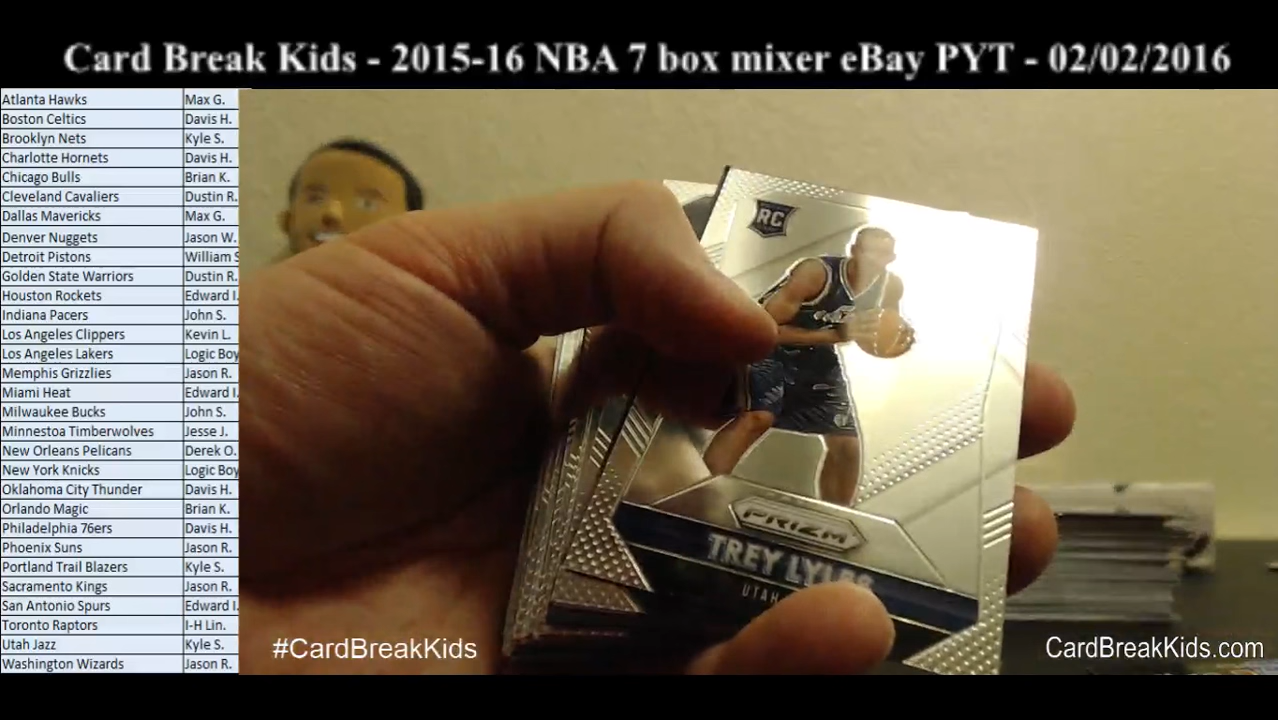 Card Break Kids - 2015-16 NBA 7 box mixer eBay PYT - 02/02/2016
Atlanta Hawks Max G.
Boston Celtics Davis H.
Brooklyn Nets Kyle S.
Charlotte Hornets Davis H.
Chicago Bulls Brian K.
Cleveland Cavaliers Dustin R.
Dallas Mavericks Max G.
Denver Nuggets Jason W.
Detroit Pistons William S
Golden State Warriors Dustin R.
Houston Rockets Edward I.
Indiana Pacers John S.
Los Angeles Clippers Kevin L.
Los Angeles Lakers Logic Boy
Memphis Grizzlies Jason R.
Miami Heat Edward I.
Milwaukee Bucks John S.
Minnestoa Timberwolves Jesse J.
New Orleans Pelicans Derek O.
New York Knicks Logic Boy
Oklahoma City Thunder Davis H.
Orlando Magic Brian K.
Philadelphia 76ers Davis H.
Phoenix Suns Jason R.
Portland Trail Blazers Kyle S.
Sacramento Kings Jason R.
San Antonio Spurs Edward I.
Toronto Raptors I-H Lin.
Utah Jazz Kyle S.
Washington Wizards Jason R.
RC
PRIZM
TREY LYLES
UTAH
#CardBreakKids
CardBreakKids.com